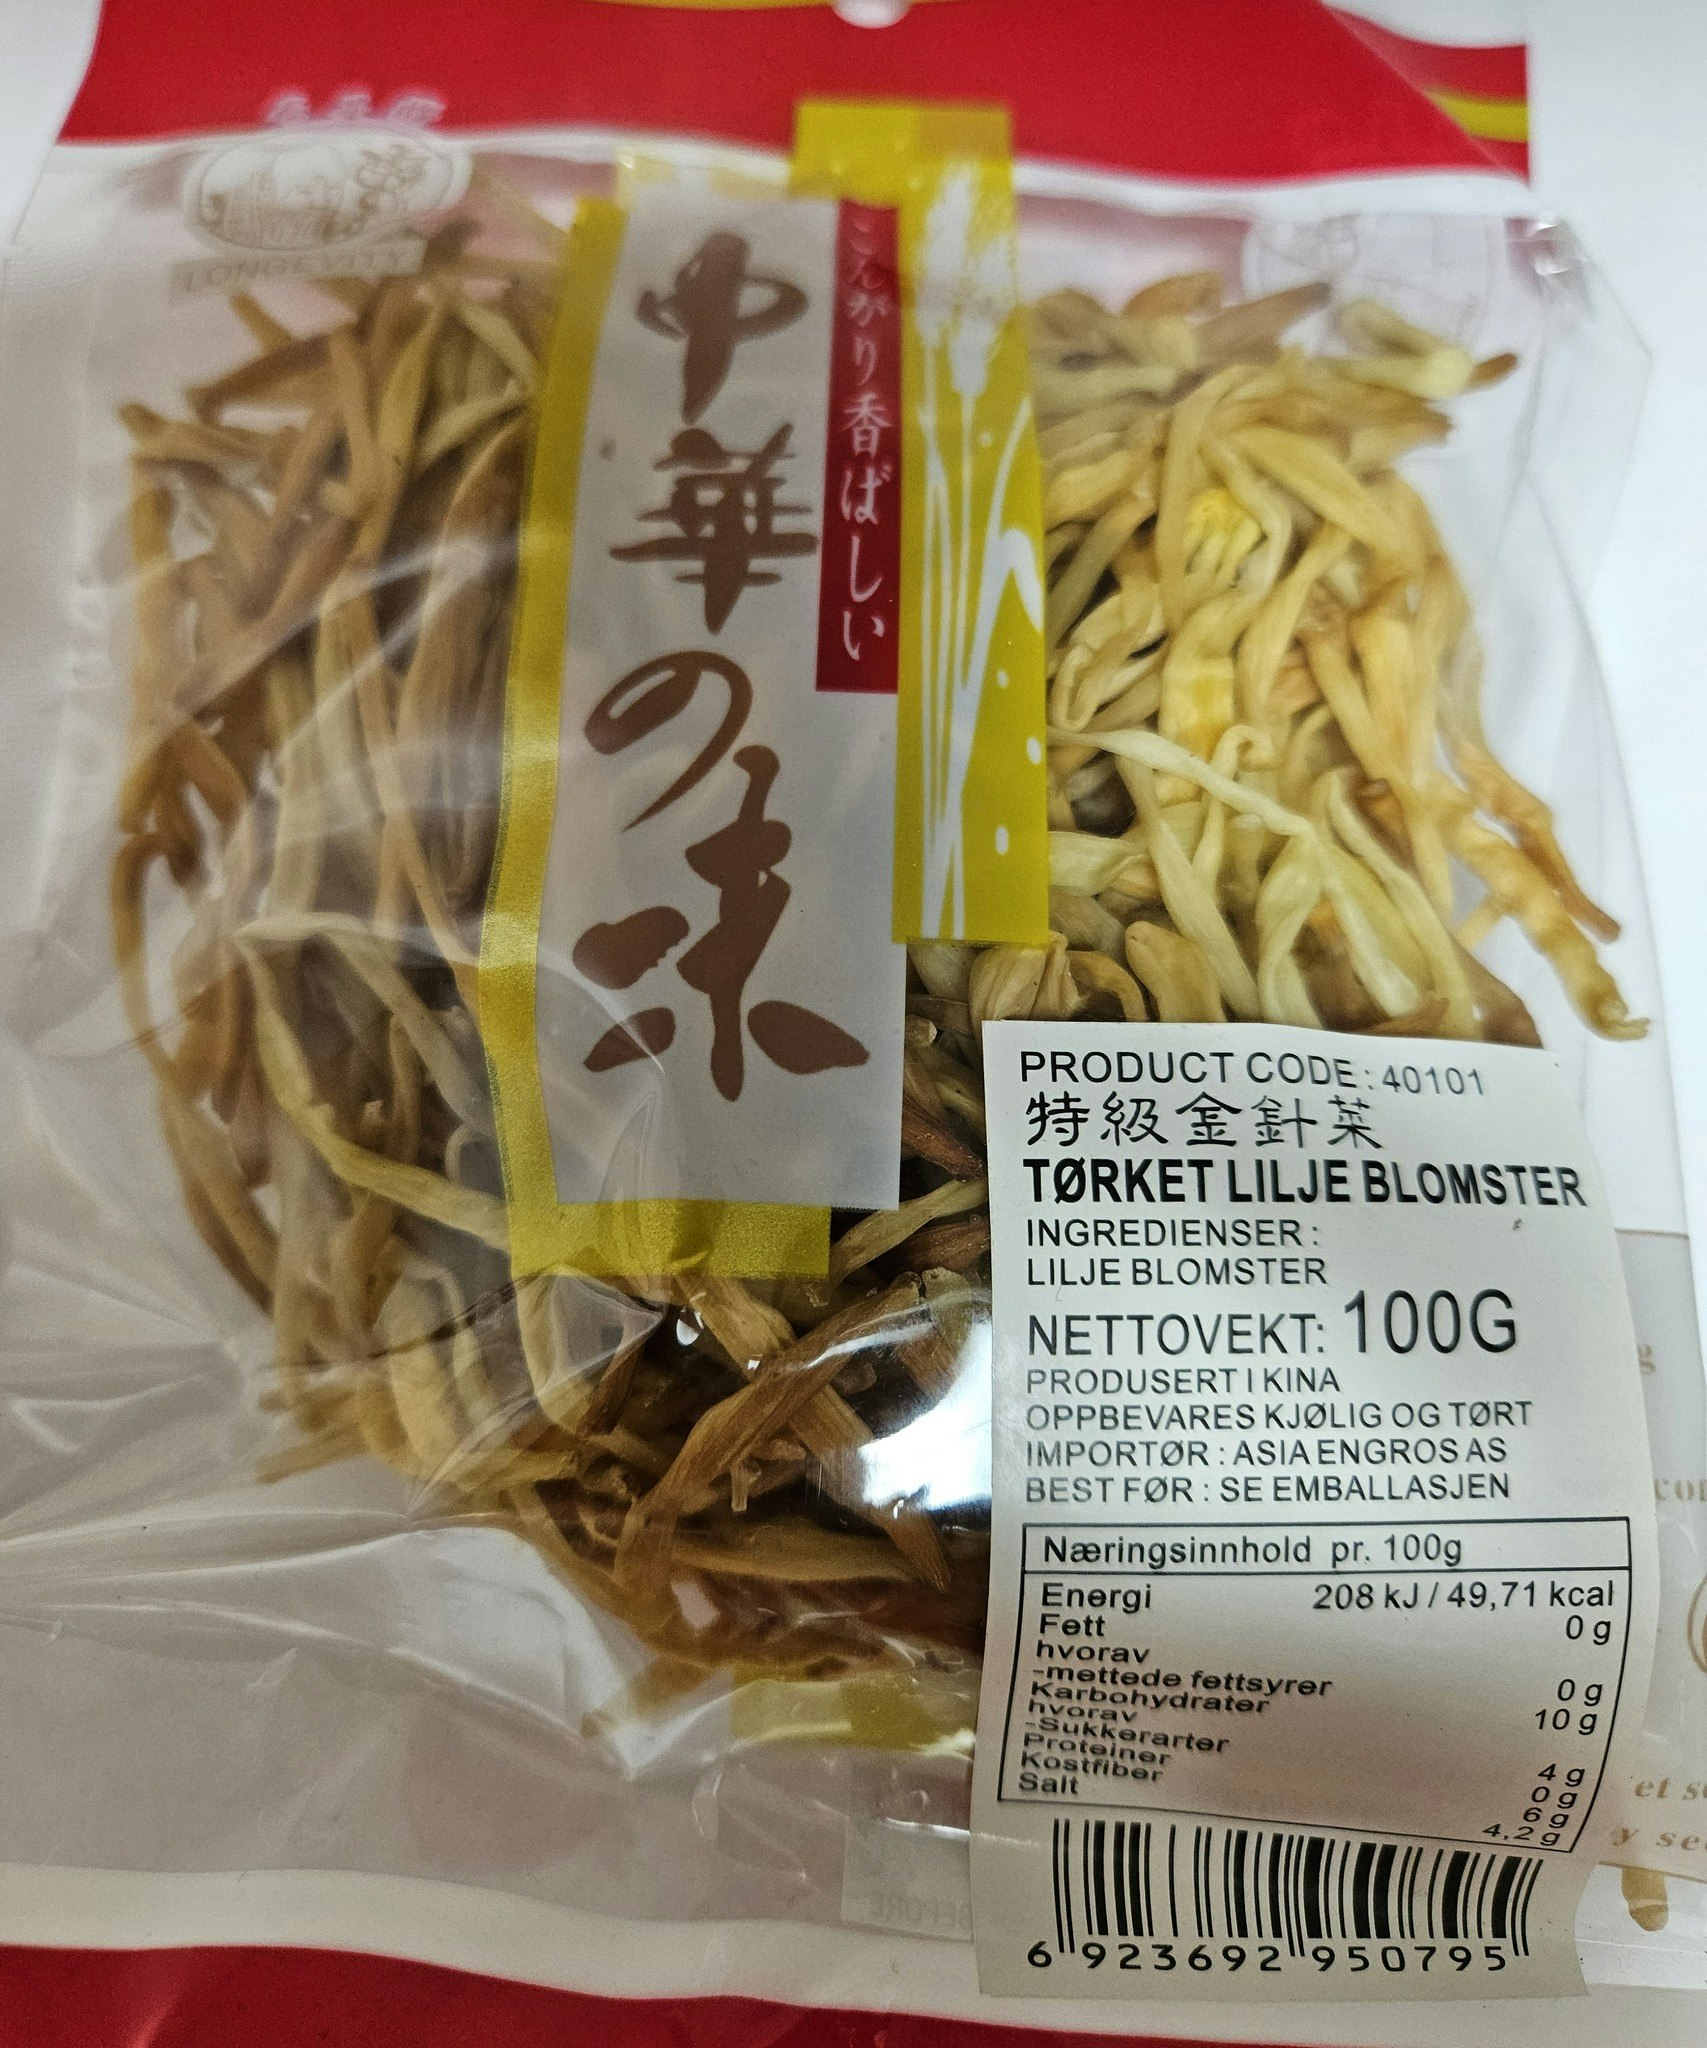 LONGEVITY
中華の味
こんがり香ばしい
PRODUCT CODE: 40101
特級金針菜
TØRKET LILJE BLOMSTER
INGREDIENSER:
LILJE BLOMSTER
NETTOVEKT: 100G
PRODUSERT I KINA
OPPBEVARES KJØLIG OG TØRT
IMPORTØR : ASIA ENGROS AS
BEST FØR : SE EMBALLASJEN
Næringsinnhold pr. 100g
Energi 208 kJ / 49,71 kcal
Fett 0 g
hvorav
-mettede fettsyrer 0 g
Karbohydrater 10 g
hvorav
-Sukkerarter 4 g
Proteiner 0 g
Kostfiber 6 g
Salt 4,2 g
6 923692 950795